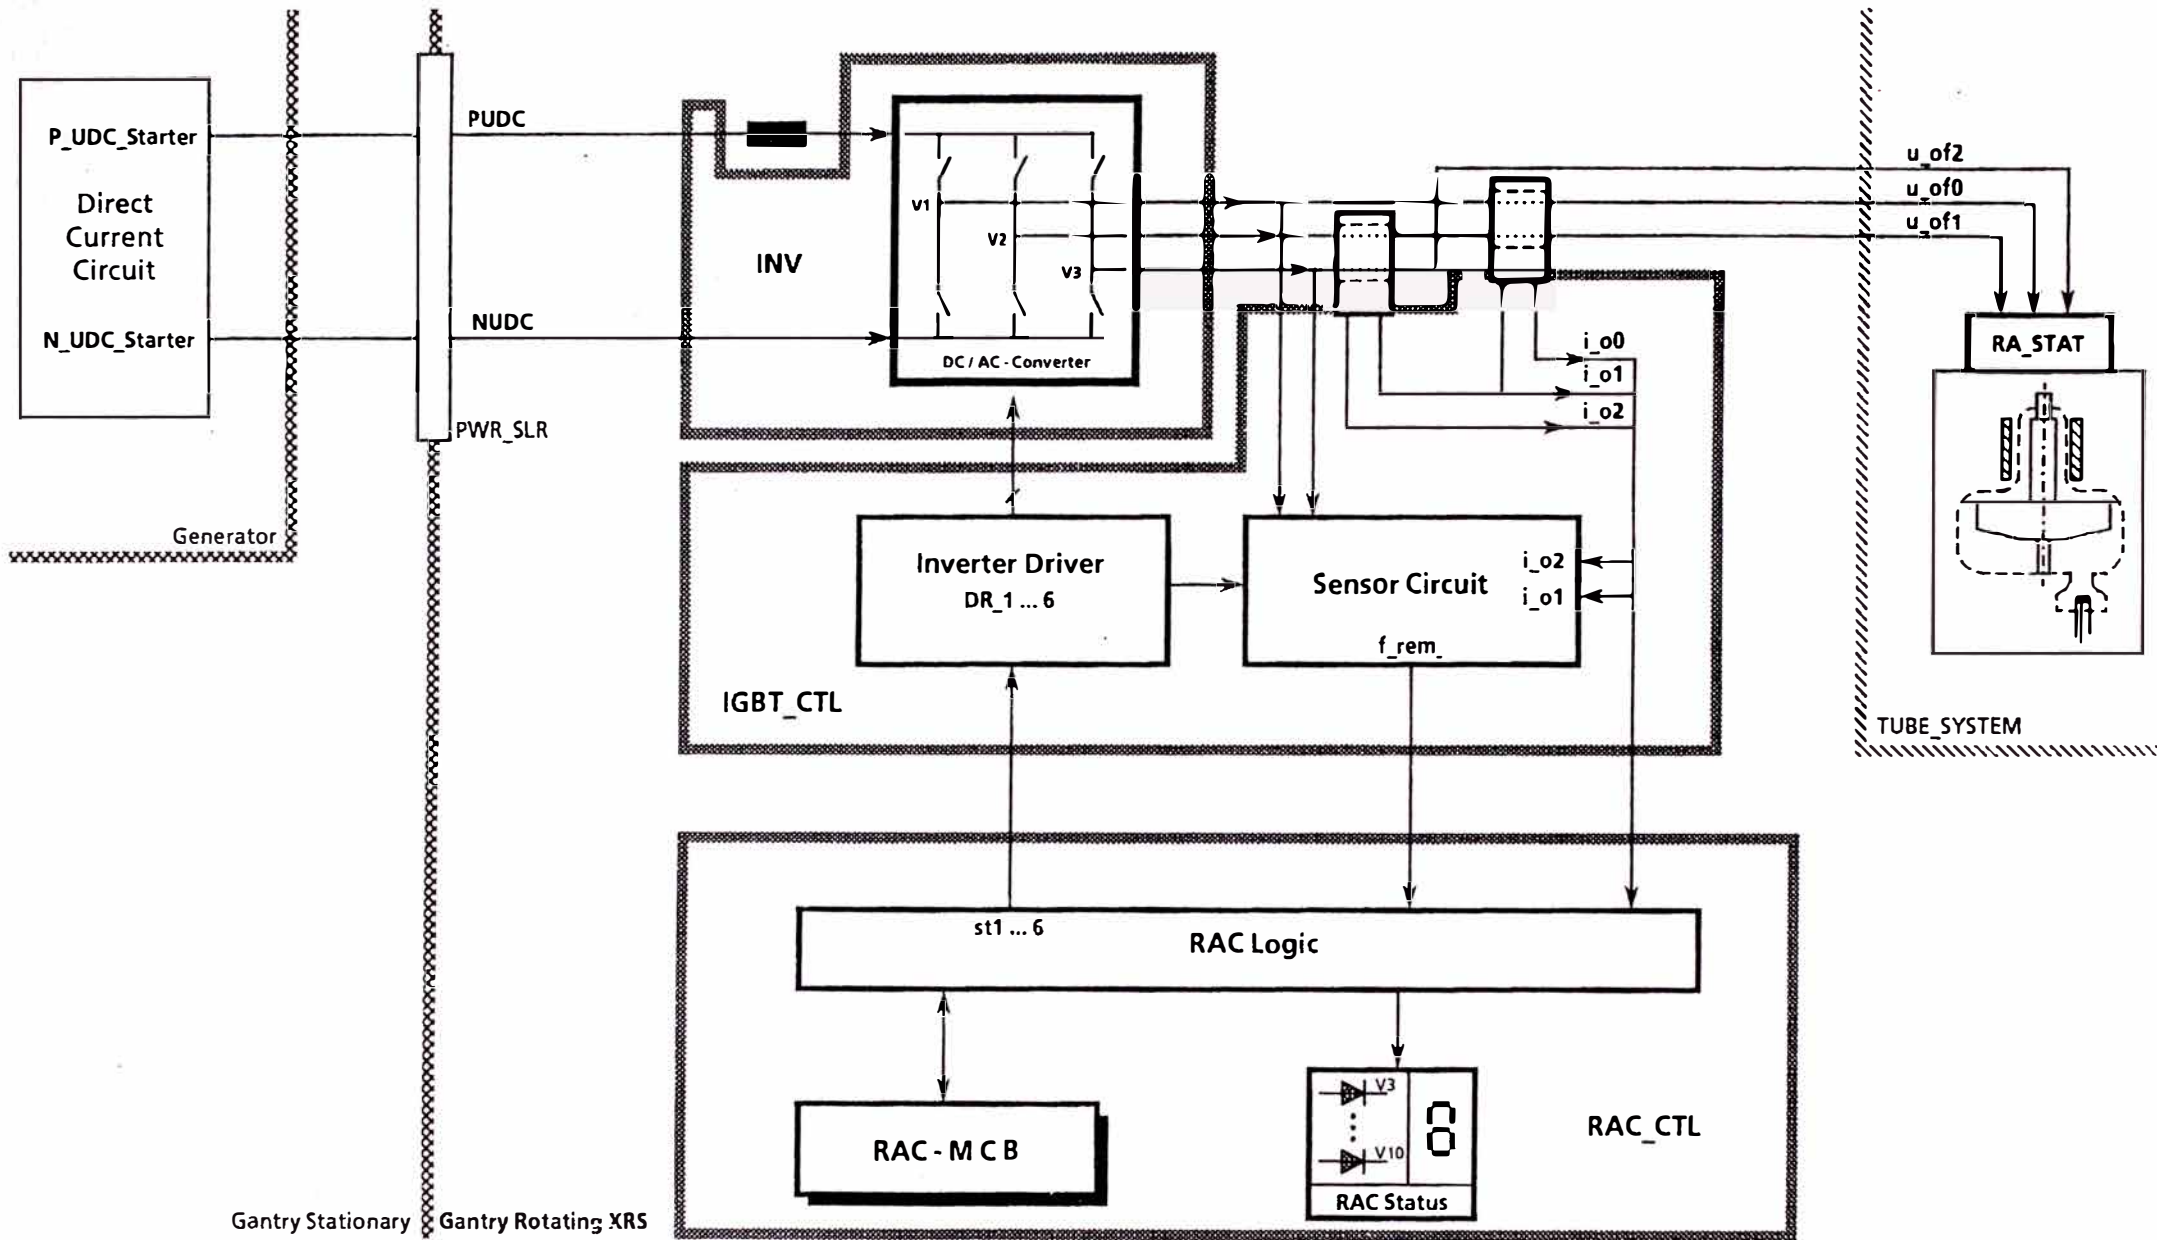 P_UDC_Starter
Direct
Current
Circuit
N_UDC_Starter
Generator
PUDC
NUDC
PWR_SLR
INV
V1
V2
V3
DC / AC - Converter
u_of2
u_of0
u_of1
RA_STAT
i_o0
i_o1
i_o2
TUBE_SYSTEM
Inverter Driver
DR_1 ... 6
Sensor Circuit
i_o2
i_o1
f_rem_
IGBT_CTL
st1 ... 6
RAC Logic
RAC - M C B
V3
V10
RAC Status
RAC_CTL
Gantry Stationary
Gantry Rotating XRS